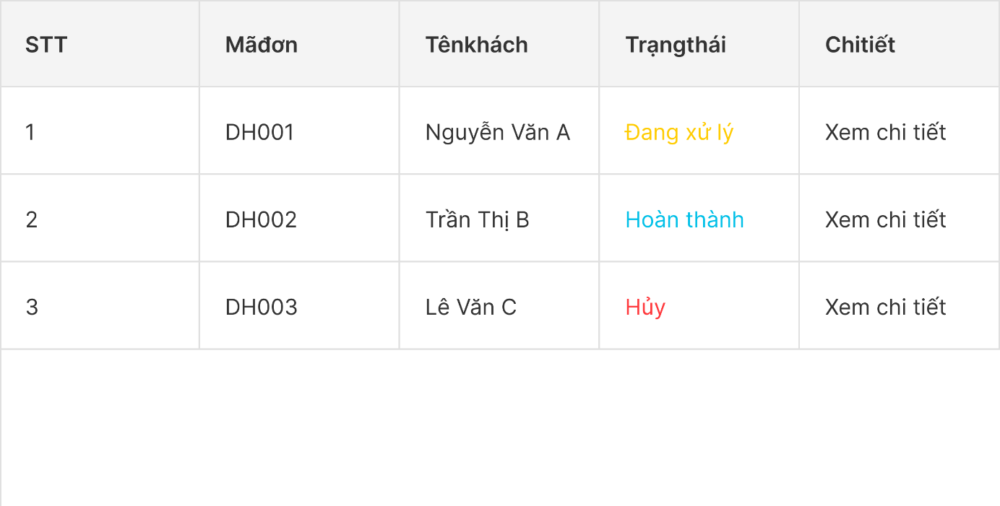 STT Mãđơn Tênkhách Trạngthái Chitiết
1 DH001 Nguyễn Văn A Đang xử lý Xem chi tiết
2 DH002 Trần Thị B Hoàn thành Xem chi tiết
3 DH003 Lê Văn C Hủy Xem chi tiết